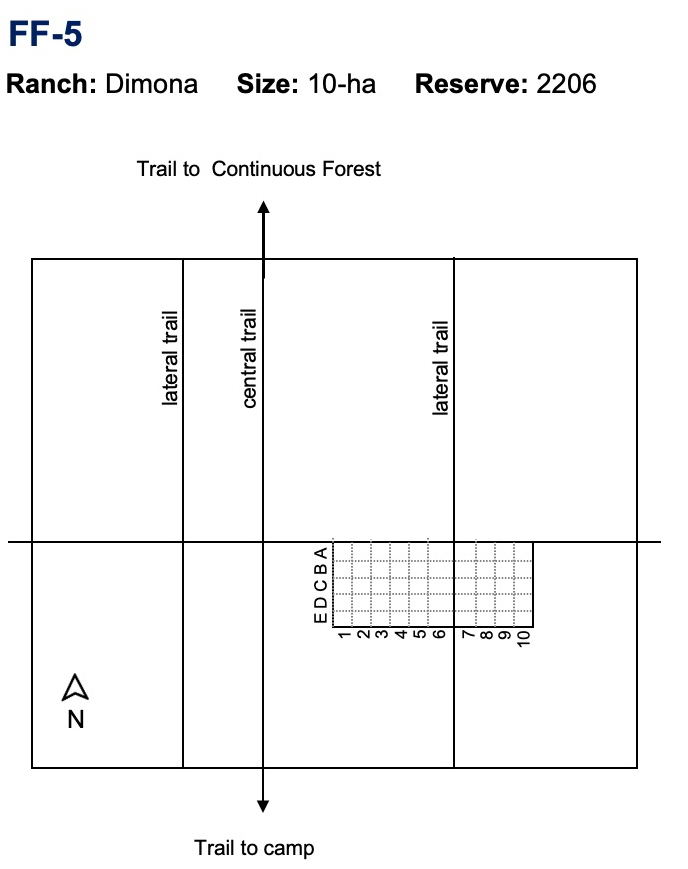 FF-5
Ranch: Dimona Size: 10-ha Reserve: 2206
Trail to Continuous Forest
lateral trail
central trail
lateral trail
E D C B A
1 2 3 4 5 6 7 8 9 10
N
Trail to camp